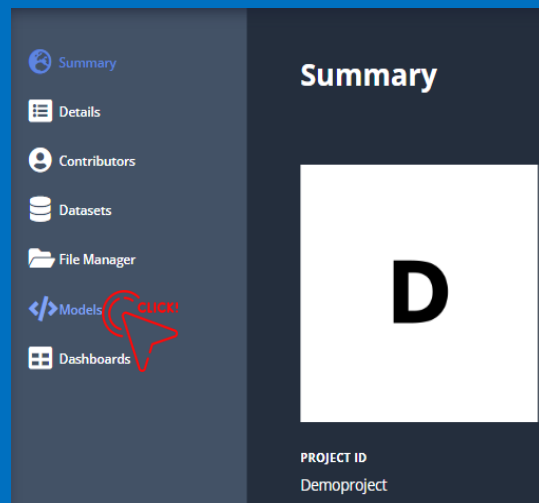 Summary
Details
Contributors
Datasets
File Manager
Models
CLICK!
Dashboards
Summary
D
PROJECT ID
Demoproject